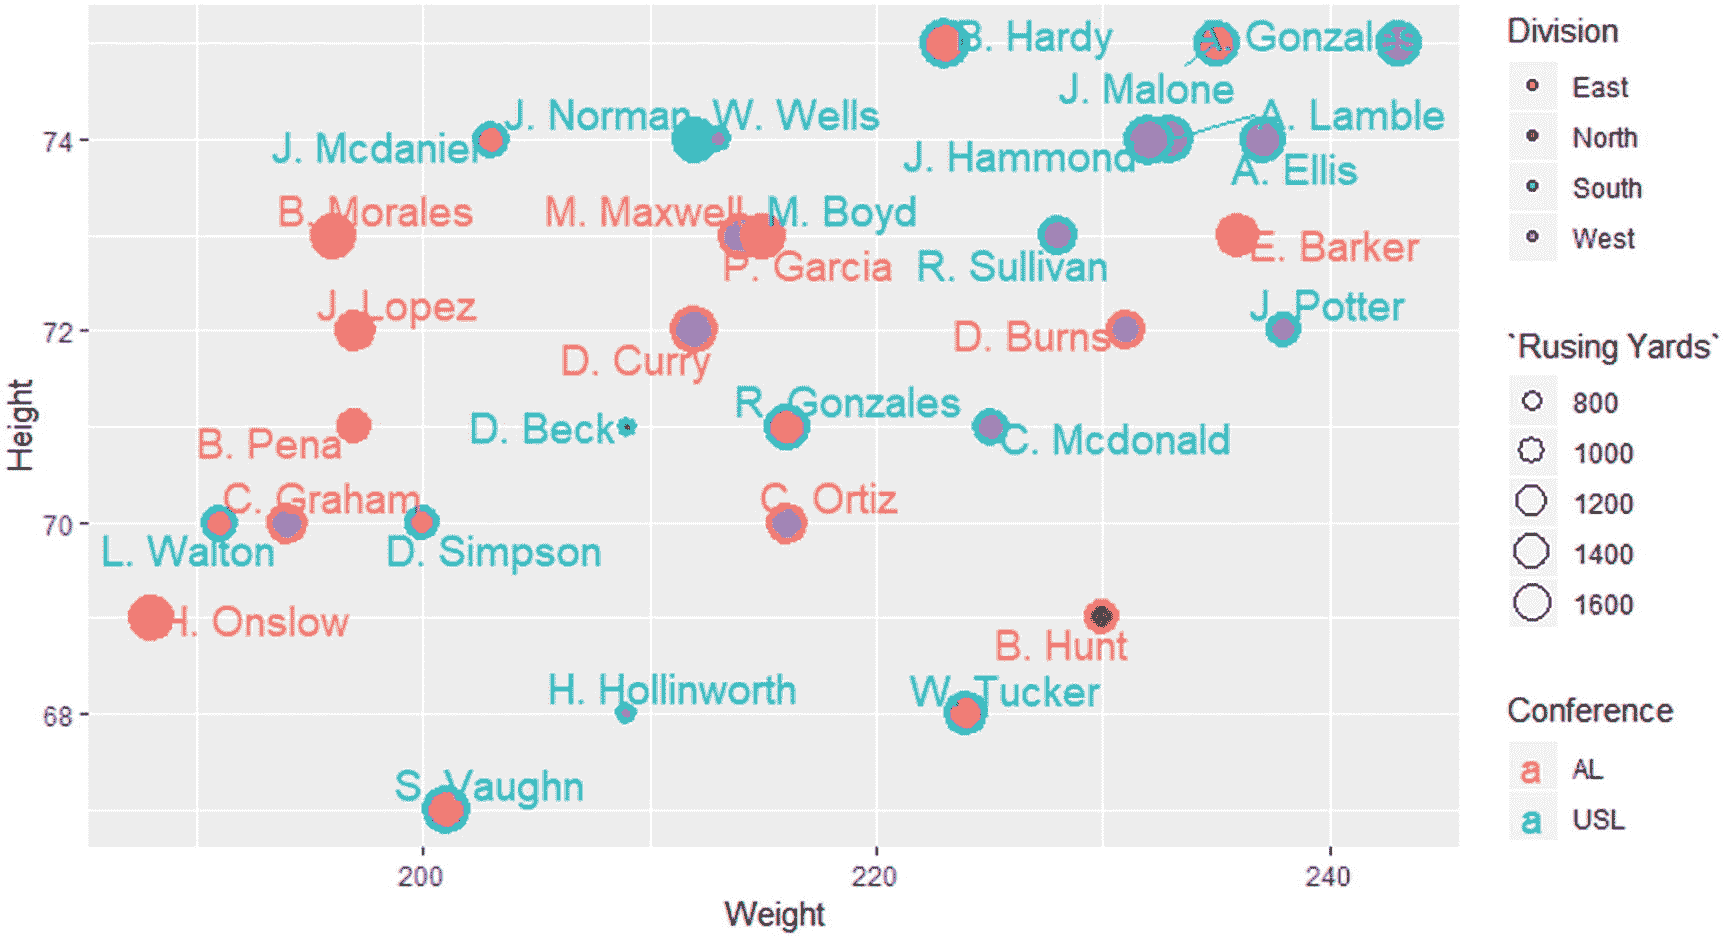 B. Hardy
A. Gonzales
J. Malone
J. Norman
W. Wells
A. Lamble
J. Mcdaniel
J. Hammond
A. Ellis
B. Morales
M. Maxwell
M. Boyd
P. Garcia
R. Sullivan
E. Barker
J. Lopez
J. Potter
D. Curry
D. Burns
R. Gonzales
D. Beck
C. Mcdonald
B. Pena
C. Graham
C. Ortiz
L. Walton
D. Simpson
H. Onslow
B. Hunt
H. Hollinworth
W. Tucker
S. Vaughn
74
72
70
68
Height
200
220
240
Weight
Division
East
North
South
West
`Rusing Yards`
800
1000
1200
1400
1600
Conference
a AL
a USL